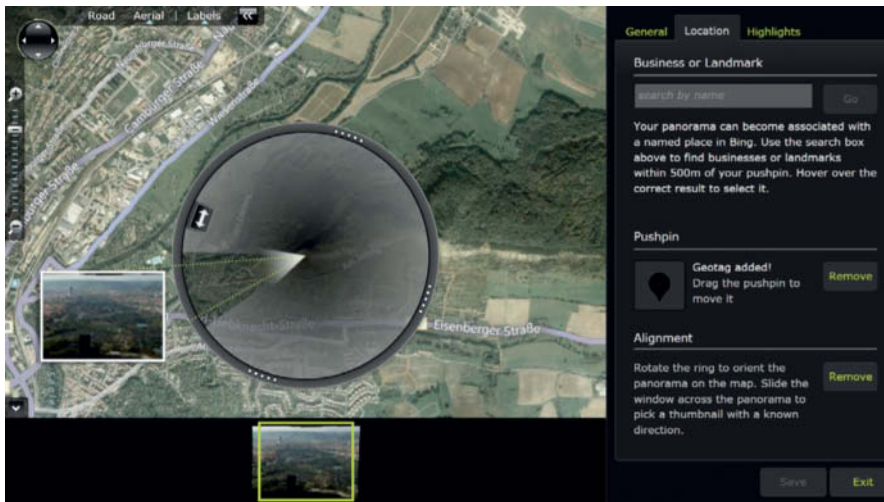 Road Aerial | Labels
Camburger Straße
Wiesenstraße
Eisenberger Straße
General Location Highlights
Business or Landmark
search by name Go
Your panorama can become associated with
a named place in Bing. Use the search box
above to find businesses or landmarks
within 500m of your pushpin. Hover over the
correct result to select it.
Pushpin
Geotag added!
Drag the pushpin to
move it
Remove
Alignment
Rotate the ring to orient the
panorama on the map. Slide the
window across the panorama to
pick a thumbnail with a known
direction.
Remove
Save Exit